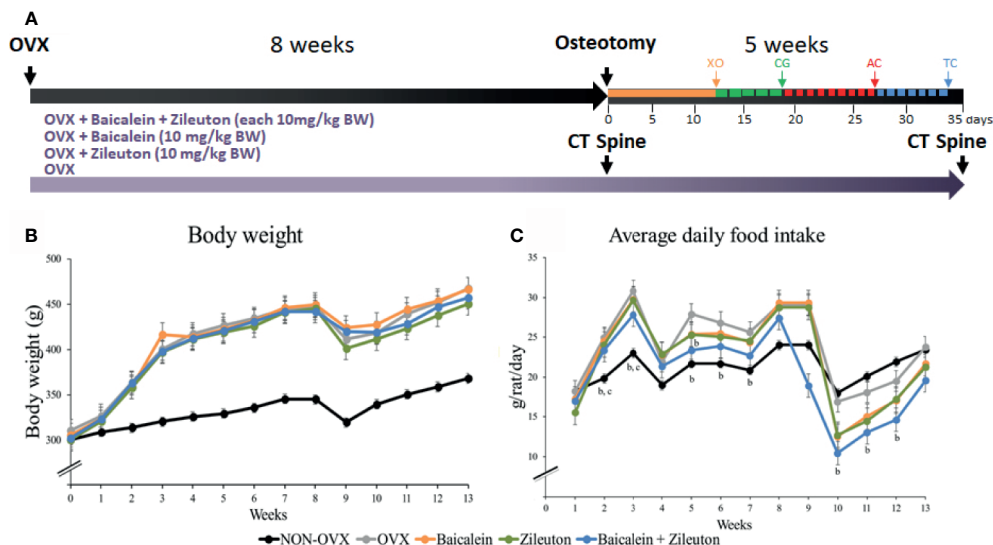 A
OVX
8 weeks
Osteotomy
5 weeks
XO CG AC TC
0 5 10 15 20 25 30 35 days
OVX + Baicalein + Zileuton (each 10mg/kg BW)
OVX + Baicalein (10 mg/kg BW)
OVX + Zileuton (10 mg/kg BW)
OVX
CT Spine CT Spine
B
Body weight
Body weight (g)
450
400
350
300
0 1 2 3 4 5 6 7 8 9 10 11 12 13
Weeks
C
Average daily food intake
g/rat/day
35
30
25
20
15
10
b, c b, c b b b b b b
1 2 3 4 5 6 7 8 9 10 11 12 13
Weeks
NON-OVX OVX Baicalein Zileuton Baicalein + Zileuton